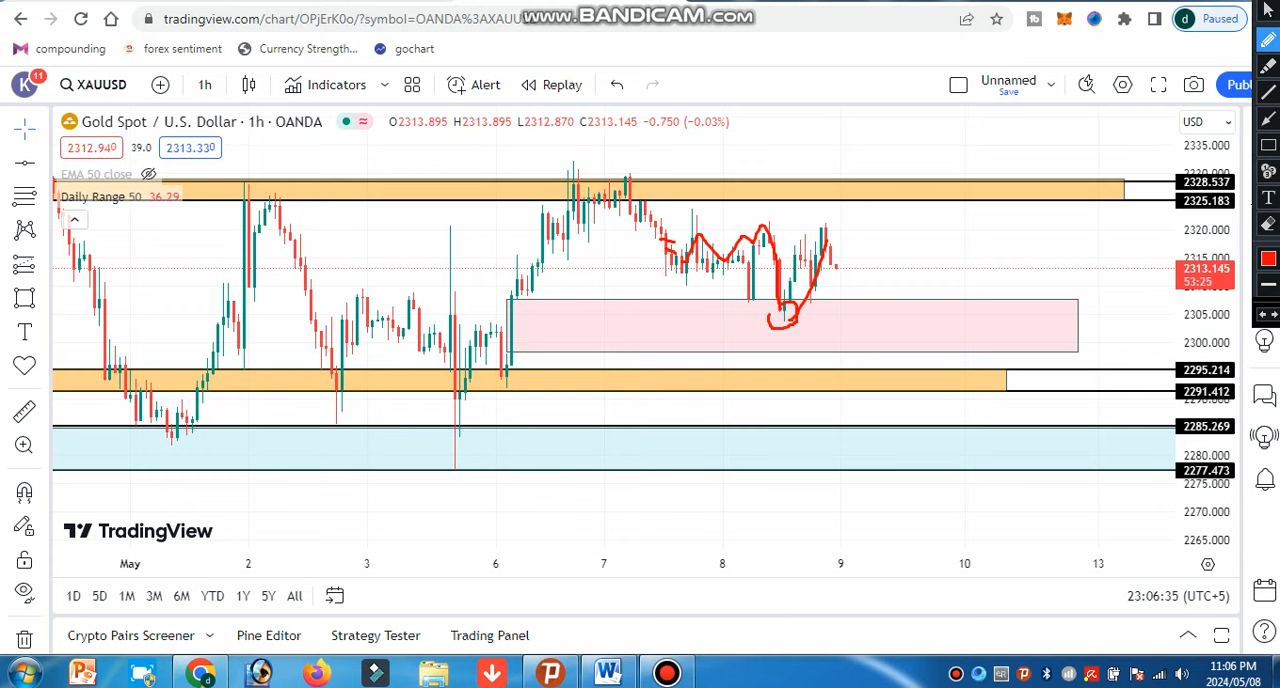 tradingview.com/chart/OPjErK0o/?symbol=OANDA%3AXAU
www.BANDICAM.com
d Paused
compounding forex sentiment Currency Strength... gochart
K 11 XAUUSD 1h Indicators Alert Replay Unnamed Save Publ
Gold Spot / U.S. Dollar · 1h · OANDA O2313.895 H2313.895 L2312.870 C2313.145 -0.750 (-0.03%) USD
2312.940 39.0 2313.330
EMA 50 close
Daily Range 50 36.29
2335.000
2328.537
2325.183
2320.000
2313.145
53:25
2305.000
2300.000
2295.214
2291.412
2285.269
2280.000
2277.473
2275.000
2270.000
2265.000
TradingView
May 2 3 6 7 8 9 10 13
1D 5D 1M 3M 6M YTD 1Y 5Y All 23:06:35 (UTC+5)
Crypto Pairs Screener Pine Editor Strategy Tester Trading Panel
11:06 PM
2024/05/08